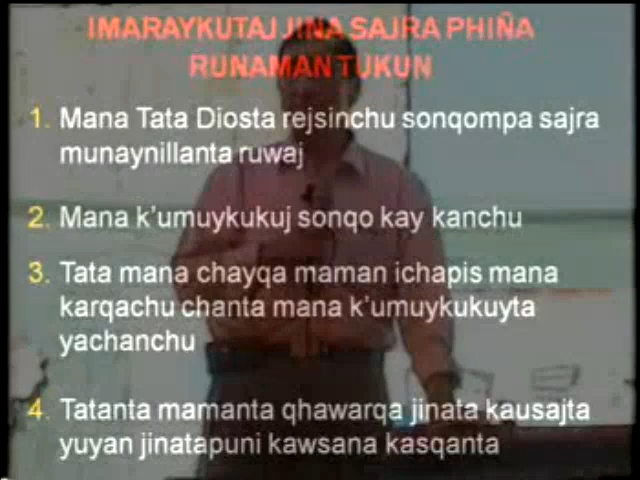 IMARAYKUTAJ JINA SAJRA PHIÑA
RUNAMAN TUKUN
1. Mana Tata Diosta rejsinchu sonqompa sajra
munaynillanta ruwaj
2. Mana k'umuykukuj sonqo kay kanchu
3. Tata mana chayqa maman ichapis mana
karqachu chanta mana k'umuykukuyta
yachanchu
4. Tatanta mamanta qhawarqa jinata kausajta
yuyan jinatapuni kawsana kasqanta